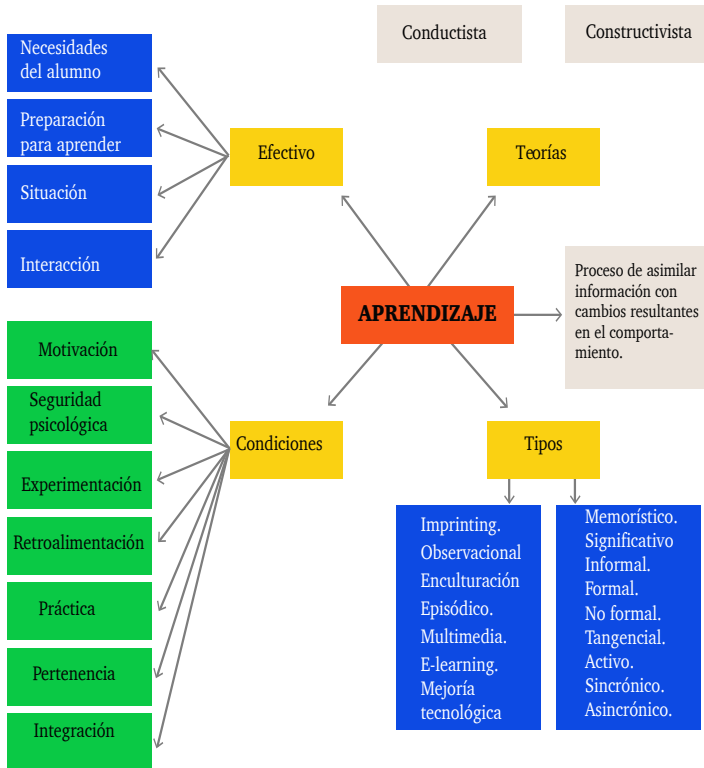 Conductista
Constructivista
Necesidades
del alumno
Preparación
para aprender
Situación
Interacción
Efectivo
Teorías
APRENDIZAJE
Proceso de asimilar
información con
cambios resultantes
en el comporta-
miento.
Motivación
Seguridad
psicológica
Experimentación
Retroalimentación
Práctica
Pertenencia
Integración
Condiciones
Tipos
Imprinting.
Observacional
Enculturación
Episódico.
Multimedia.
E-learning.
Mejoría
tecnológica
Memorístico.
Significativo
Informal.
Formal.
No formal.
Tangencial.
Activo.
Sincrónico.
Asincrónico.